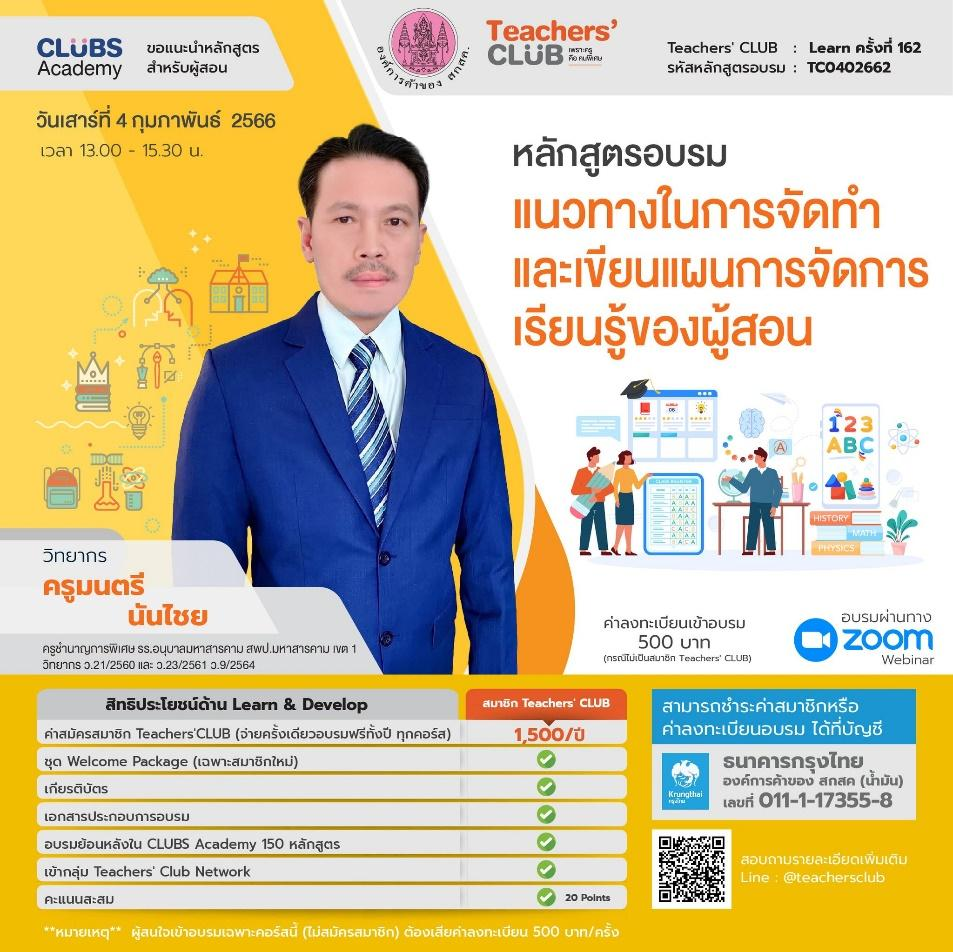 CLUBS
Academy
ขอแนะนำหลักสูตร
สำหรับผู้สอน
องค์การค้าของ สกสค.
Teachers'
CLUB
เพราะครู
คือ คนพิเศษ
Teachers' CLUB : Learn ครั้งที่ 162
รหัสหลักสูตรอบรม : TC0402662
วันเสาร์ที่ 4 กุมภาพันธ์ 2566
เวลา 13.00 - 15.30 น.
หลักสูตรอบรม
แนวทางในการจัดทำ
และเขียนแผนการจัดการ
เรียนรู้ของผู้สอน
123
ABC
A
CLASS REGISTER
HISTORY
MATH
PHYSICS
วิทยากร
ครูมนตรี
นันไชย
ครูชำนาญการพิเศษ รร.อนุบาลมหาสารคาม สพป.มหาสารคาม เขต 1
วิทยากร ว.21/2560 และ ว.23/2561 ว.9/2564
ค่าลงทะเบียนเข้าอบรม
500 บาท
(กรณีไม่เป็นสมาชิก Teachers' CLUB)
อบรมผ่านทาง
zoom
Webinar
สิทธิประโยชน์ด้าน Learn & Develop
สมาชิก Teachers' CLUB
ค่าสมัครสมาชิก Teachers'CLUB (จ่ายครั้งเดียวอบรมฟรีทั้งปี ทุกคอร์ส)
1,500/ปี
ชุด Welcome Package (เฉพาะสมาชิกใหม่)
เกียรติบัตร
เอกสารประกอบการอบรม
อบรมย้อนหลังใน CLUBS Academy 150 หลักสูตร
เข้ากลุ่ม Teachers' Club Network
คะแนนสะสม
20 Points
**หมายเหตุ** ผู้สนใจเข้าอบรมเฉพาะคอร์สนี้ (ไม่สมัครสมาชิก) ต้องเสียค่าลงทะเบียน 500 บาท/ครั้ง
สามารถชำระค่าสมาชิกหรือ
ค่าลงทะเบียนอบรม ได้ที่บัญชี
Krungthai
กรุงไทย
ธนาคารกรุงไทย
องค์การค้าของ สกสค (น้ำมัน)
เลขที่ 011-1-17355-8
สอบถามรายละเอียดเพิ่มเติม
Line : @teachersclub